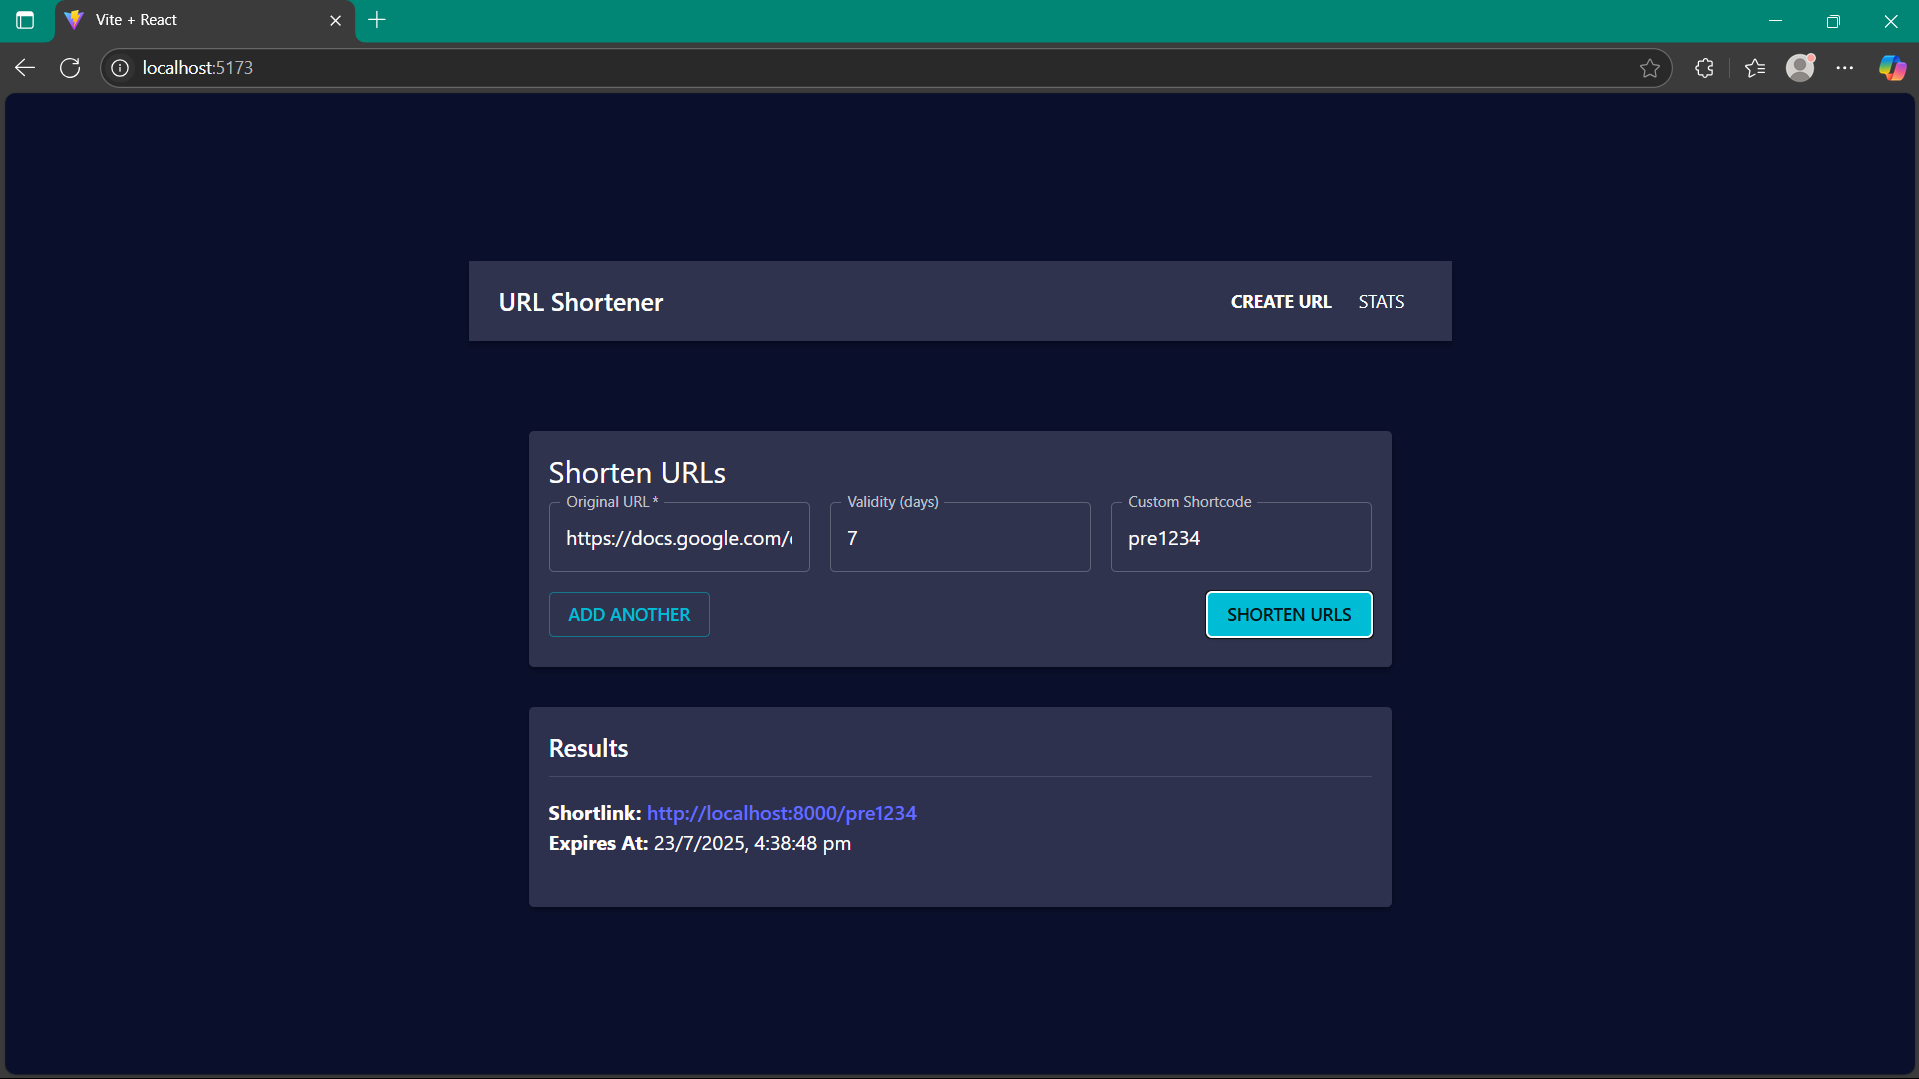 Vite + React
localhost:5173
URL Shortener
CREATE URL
STATS
Shorten URLs
Original URL *
Validity (days)
Custom Shortcode
https://docs.google.com/
7
pre1234
ADD ANOTHER
SHORTEN URLS
Results
Shortlink: http://localhost:8000/pre1234
Expires At: 23/7/2025, 4:38:48 pm